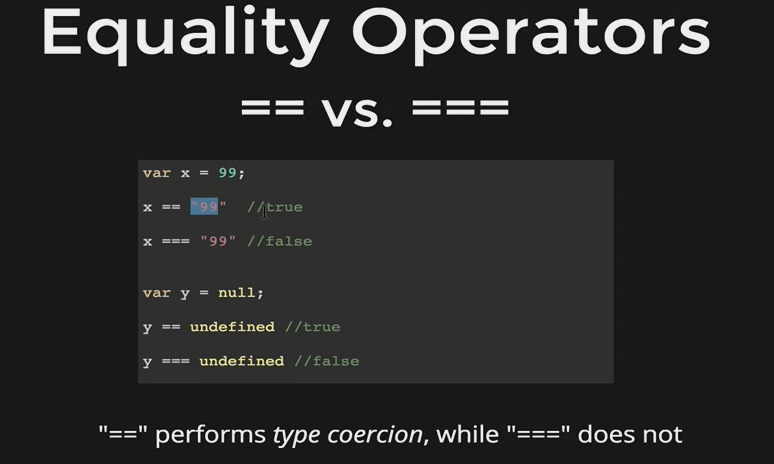 Equality Operators
== vs. ===
var x = 99;
x == "99" //true
x === "99" //false
var y = null;
y == undefined //true
y === undefined //false
"==" performs type coercion, while "===" does not